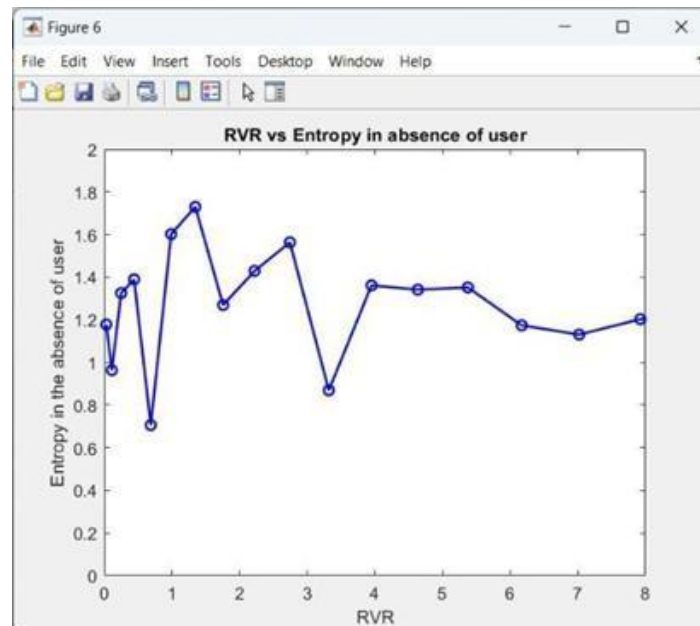 Figure 6
File Edit View Insert Tools Desktop Window Help
RVR vs Entropy in absence of user
2
1.8
1.6
1.4
1.2
1
0.8
0.6
0.4
0.2
0
Entropy in the absence of user
0 1 2 3 4 5 6 7 8
RVR